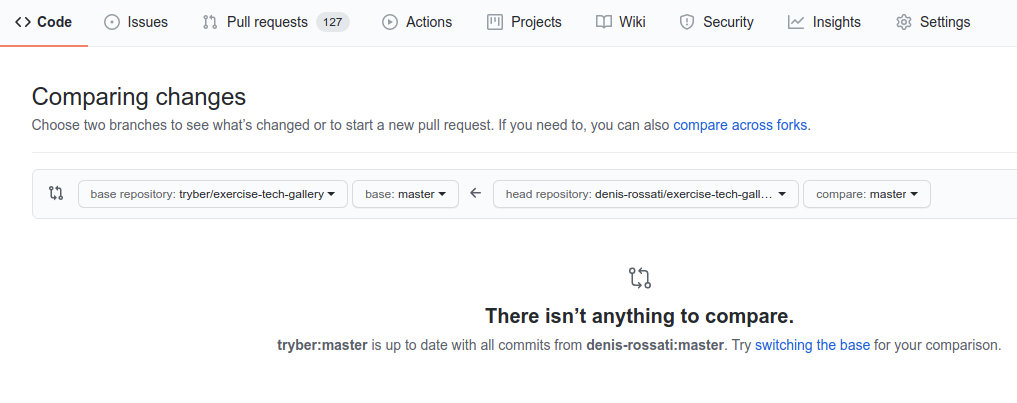 Code Issues Pull requests 127 Actions Projects Wiki Security Insights Settings
Comparing changes
Choose two branches to see what’s changed or to start a new pull request. If you need to, you can also compare across forks.
base repository: tryber/exercise-tech-gallery base: master head repository: denis-rossati/exercise-tech-gall… compare: master
There isn’t anything to compare.
tryber:master is up to date with all commits from denis-rossati:master. Try switching the base for your comparison.